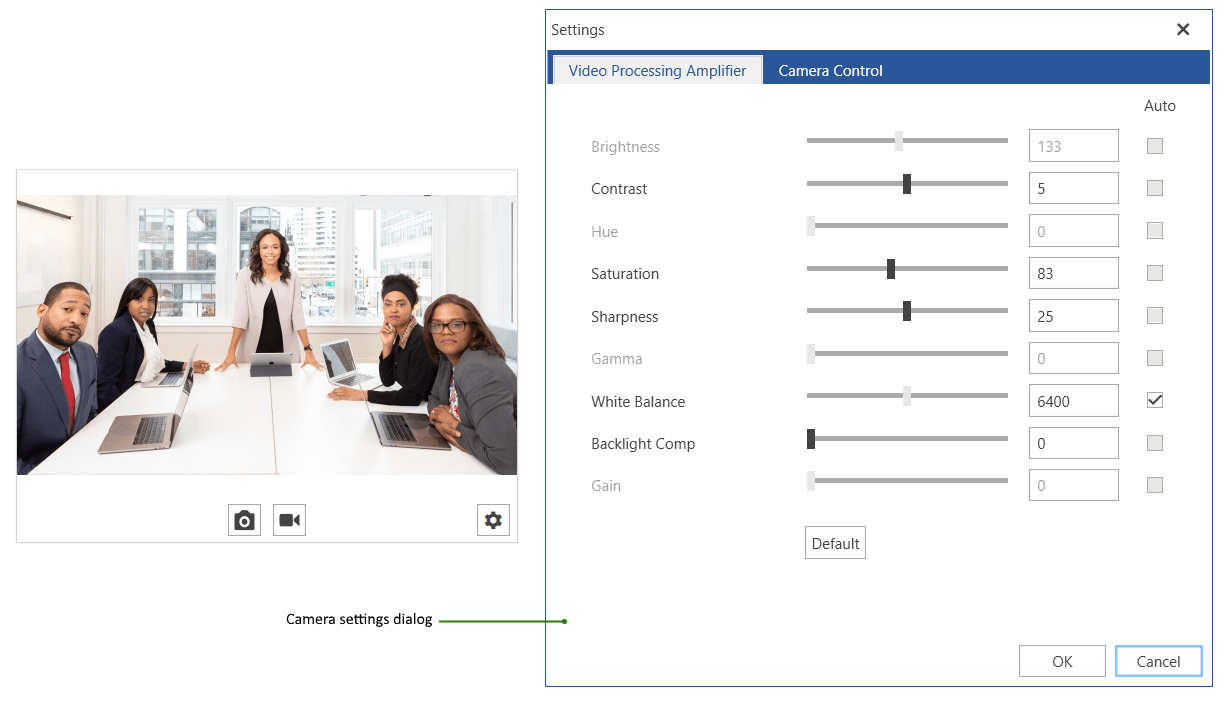 Settings
Video Processing Amplifier Camera Control
Auto
Brightness 133
Contrast 5
Hue 0
Saturation 83
Sharpness 25
Gamma 0
White Balance 6400
Backlight Comp 0
Gain 0
Default
Camera settings dialog
OK Cancel